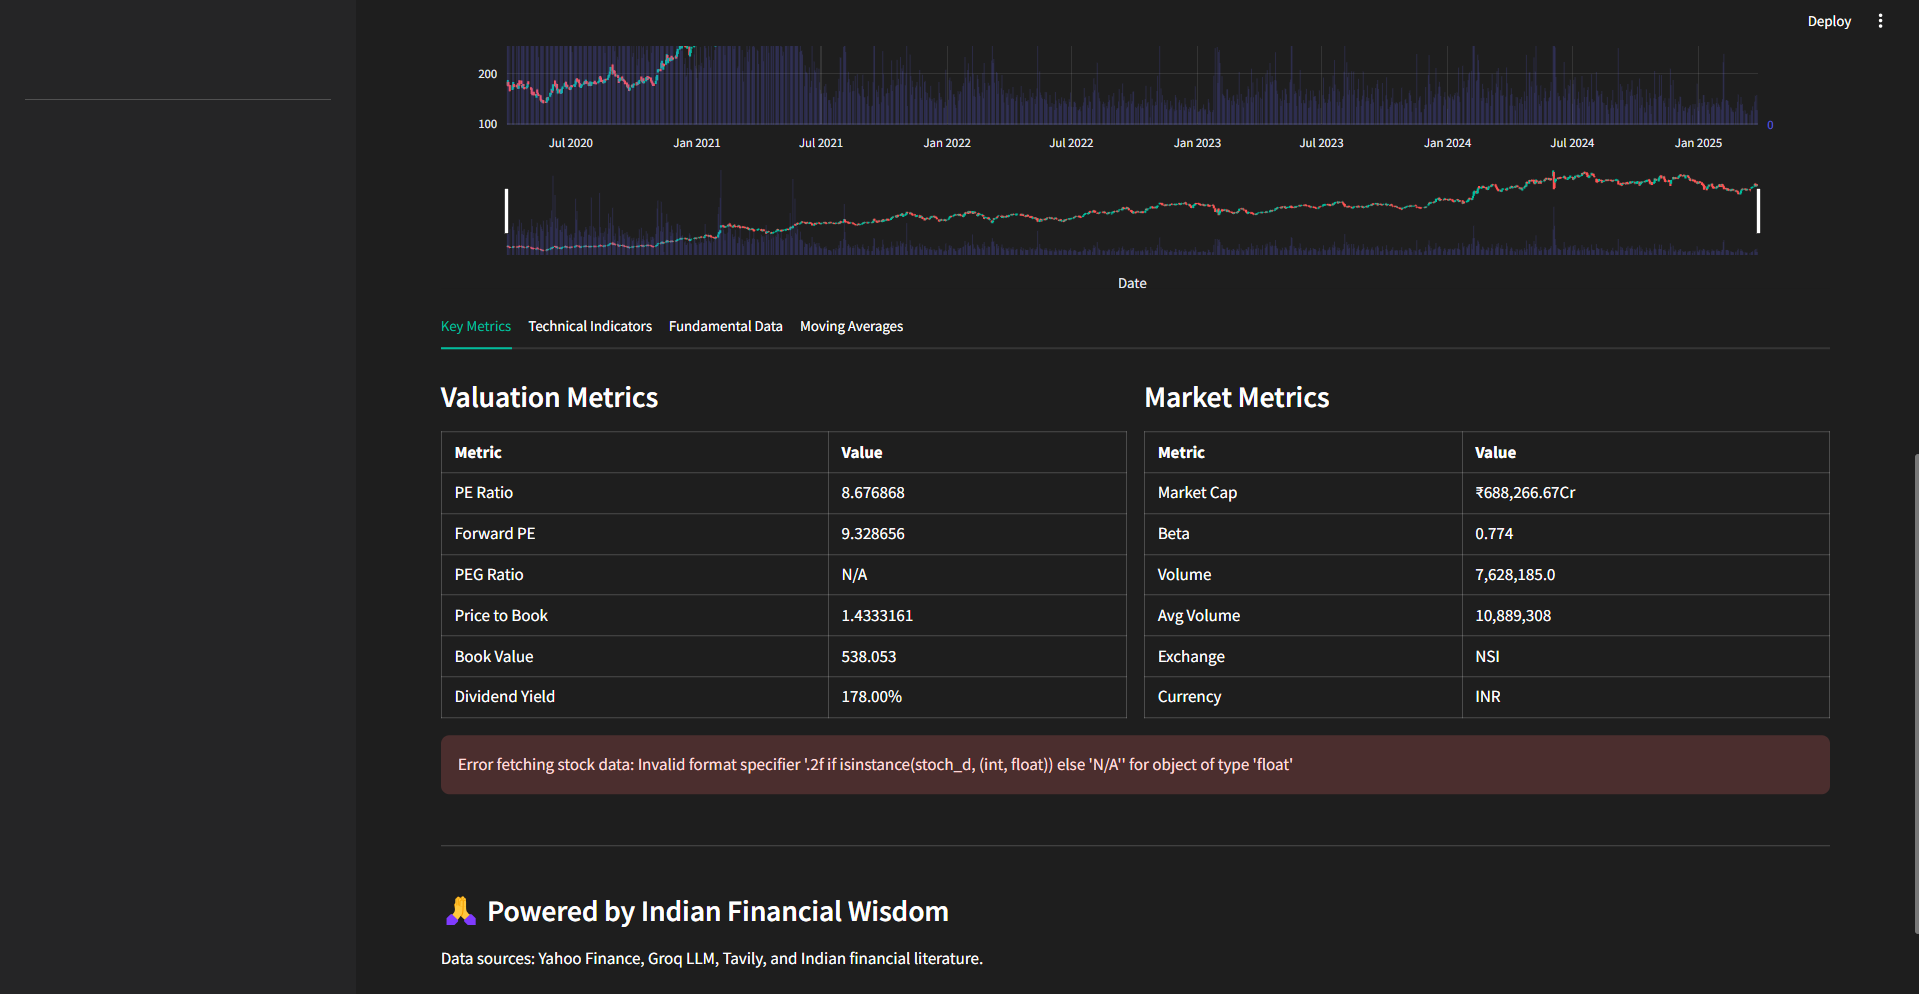 Deploy
200
100
0
Jul 2020 Jan 2021 Jul 2021 Jan 2022 Jul 2022 Jan 2023 Jul 2023 Jan 2024 Jul 2024 Jan 2025
Date
Key Metrics Technical Indicators Fundamental Data Moving Averages
Valuation Metrics
Metric Value
PE Ratio 8.676868
Forward PE 9.328656
PEG Ratio N/A
Price to Book 1.4333161
Book Value 538.053
Dividend Yield 178.00%
Market Metrics
Metric Value
Market Cap ₹688,266.67Cr
Beta 0.774
Volume 7,628,185.0
Avg Volume 10,889,308
Exchange NSI
Currency INR
Error fetching stock data: Invalid format specifier '.2f if isinstance(stoch_d, (int, float)) else 'N/A'' for object of type 'float'
🙏 Powered by Indian Financial Wisdom
Data sources: Yahoo Finance, Groq LLM, Tavily, and Indian financial literature.